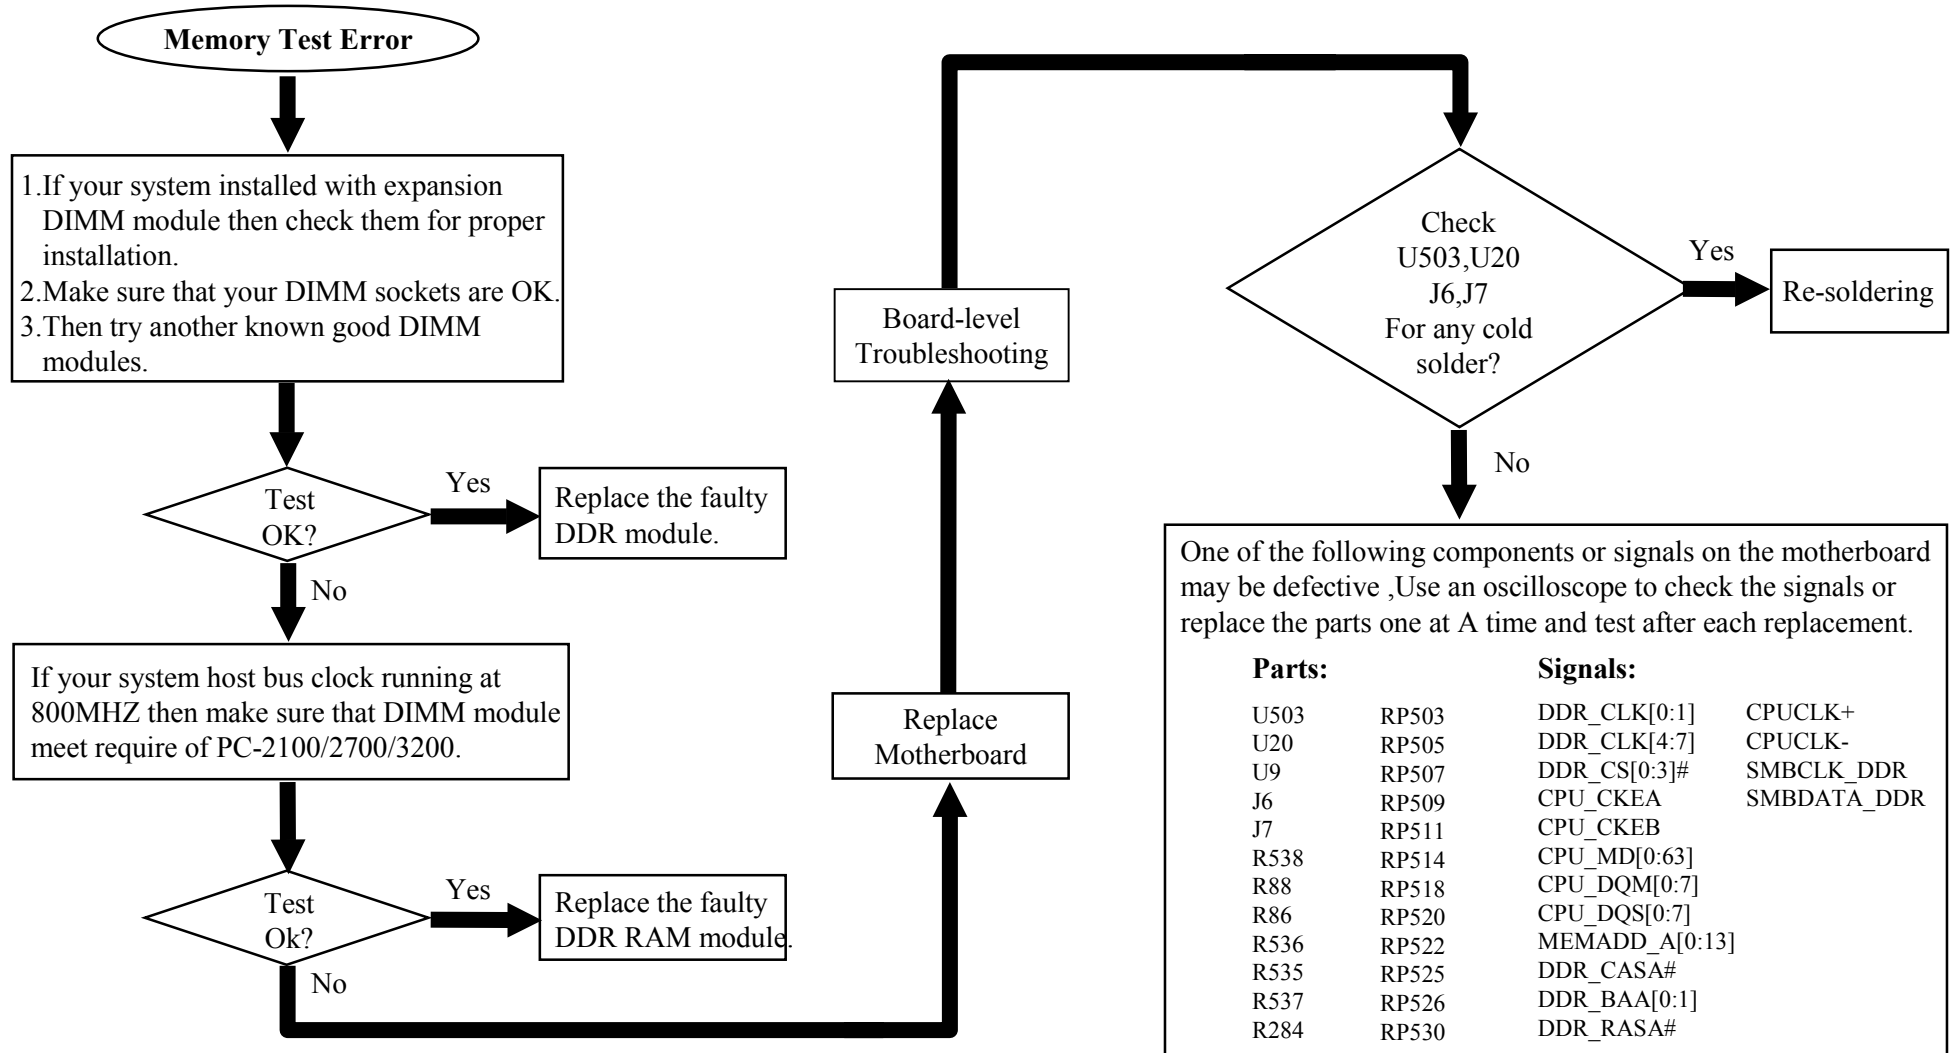 Memory Test Error
1.If your system installed with expansion
DIMM module then check them for proper
installation.
2.Make sure that your DIMM sockets are OK.
3.Then try another known good DIMM
modules.
Test
OK?
Yes
Replace the faulty
DDR module.
No
If your system host bus clock running at
800MHZ then make sure that DIMM module
meet require of PC-2100/2700/3200.
Test
Ok?
Yes
Replace the faulty
DDR RAM module.
No
Replace
Motherboard
Board-level
Troubleshooting
Check
U503,U20
J6,J7
For any cold
solder?
Yes
Re-soldering
No
One of the following components or signals on the motherboard
may be defective ,Use an oscilloscope to check the signals or
replace the parts one at A time and test after each replacement.
Parts:
U503
U20
U9
J6
J7
R538
R88
R86
R536
R535
R537
R284
RP503
RP505
RP507
RP509
RP511
RP514
RP518
RP520
RP522
RP525
RP526
RP530
Signals:
DDR_CLK[0:1]
DDR_CLK[4:7]
DDR_CS[0:3]#
CPU_CKEA
CPU_CKEB
CPU_MD[0:63]
CPU_DQM[0:7]
CPU_DQS[0:7]
MEMADD_A[0:13]
DDR_CASA#
DDR_BAA[0:1]
DDR_RASA#
CPUCLK+
CPUCLK-
SMBCLK_DDR
SMBDATA_DDR